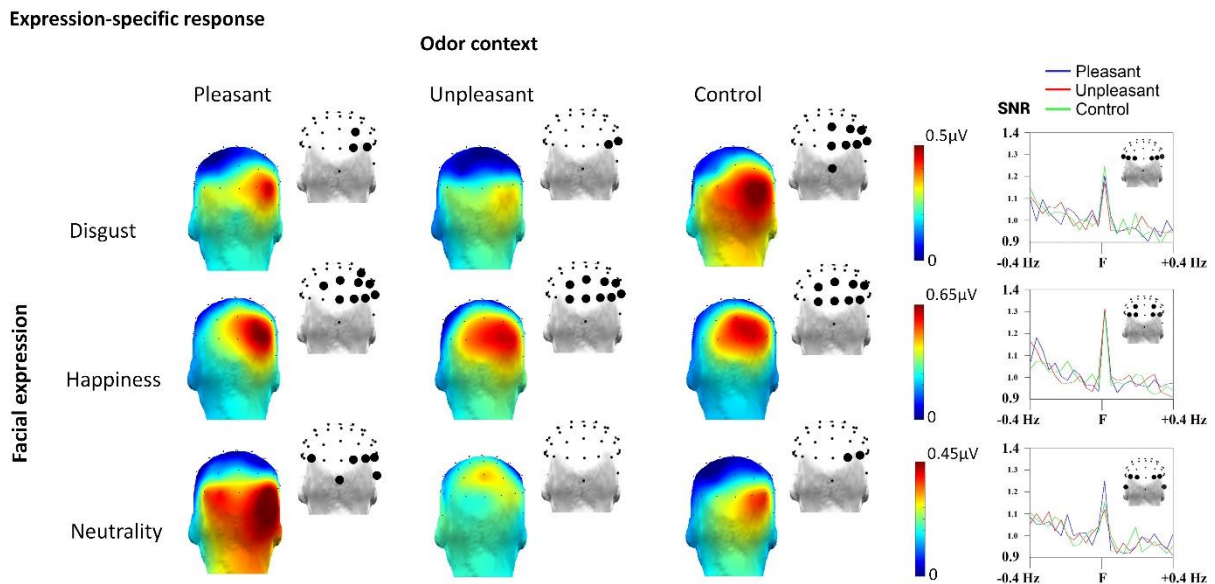 Expression-specific response
Odor context
Pleasant
Unpleasant
Control
Pleasant
Unpleasant
Control
SNR
Facial expression
Disgust
0.5µV
0
1.4
1.3
1.2
1.1
1.0
0.9
-0.4 Hz
F
+0.4 Hz
Happiness
0.65µV
0
1.4
1.3
1.2
1.1
1.0
0.9
-0.4 Hz
F
+0.4 Hz
Neutrality
0.45µV
0
1.4
1.3
1.2
1.1
1.0
0.9
-0.4 Hz
F
+0.4 Hz